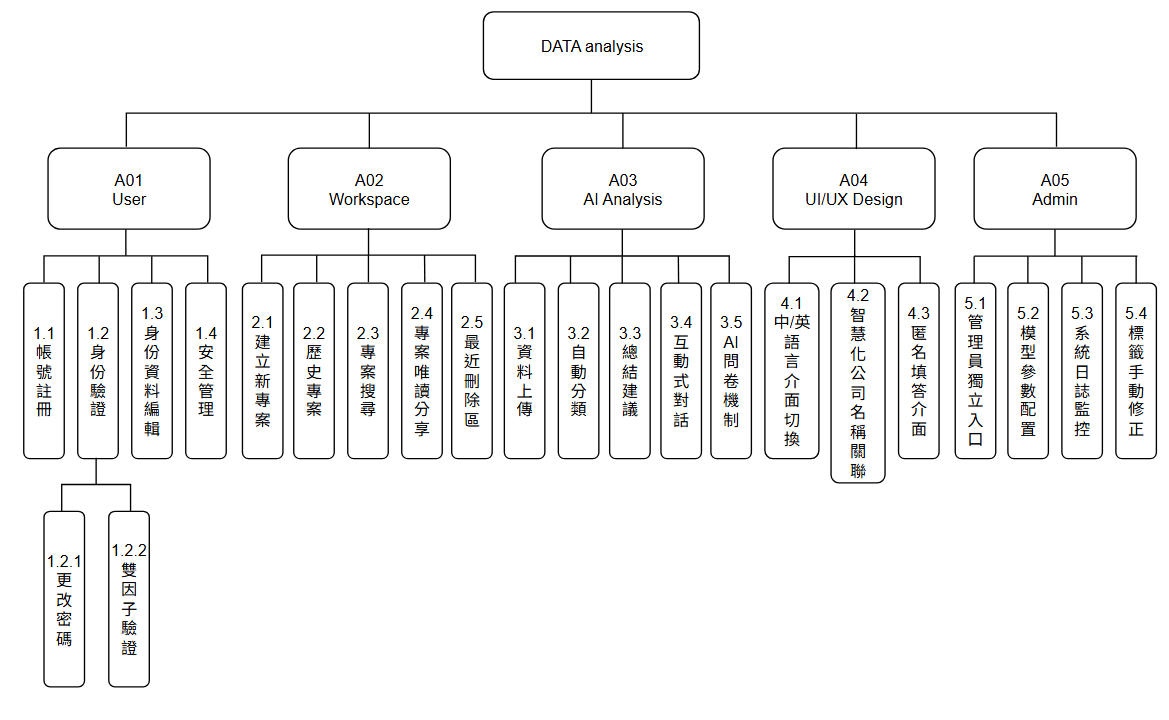 DATA analysis
A01
User
A02
Workspace
A03
AI Analysis
A04
UI/UX Design
A05
Admin
1.1
帳號註冊
1.2
身份驗證
1.3
身份資料編輯
1.4
安全管理
2.1
建立新專案
2.2
歷史專案
2.3
專案搜尋
2.4
專案唯讀分享
2.5
最近刪除區
3.1
資料上傳
3.2
自動分類
3.3
總結建議
3.4
互動式對話
3.5
AI問卷機制
4.1
中/英語言介面切換
4.2
智慧化公司名稱關聯
4.3
匿名填答介面
5.1
管理員獨立入口
5.2
模型參數配置
5.3
系統日誌監控
5.4
標籤手動修正
1.2.1
更改密碼
1.2.2
雙因子驗證